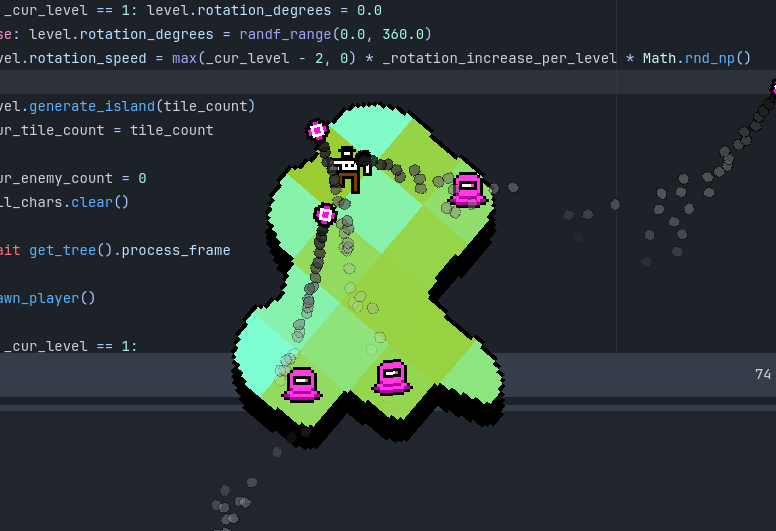 _cur_level == 1: level.rotation_degrees = 0.0
se: level.rotation_degrees = randf_range(0.0, 360.0)
vel.rotation_speed = max(_cur_level - 2, 0) * _rotation_increase_per_level * Math.rnd_np()
vel.generate_island(tile_count)
ur_tile_count = tile_count
ur_enemy_count = 0
ll_chars.clear()
ait get_tree().process_frame
awn_player()
_cur_level == 1:
74